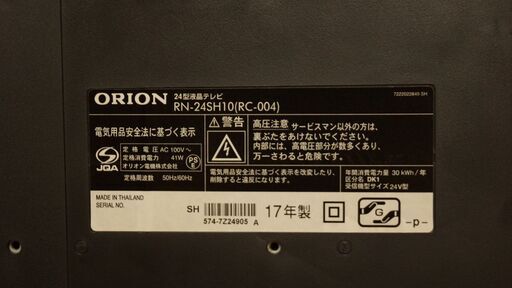 7222022845 SH
ORION
24型液晶テレビ
RN-24SH10(RC-004)
電気用品安全法に基づく表示
JQA
定格電圧 AC 100V～
定格消費電力 41W
オリオン電機株式会社
定格周波数 50Hz/60Hz
PS
E
警告
高圧注意
サービスマン以外の方は、
裏ぶたをあけないでください。
内部には、高電圧部分が数多くあり、
万一さわると危険です。
電気用品安全法に基づく表示を改変したり、
削除すると違法になります。
年間消費電力量 30 kWh/年
区分名 DK1
受信機型サイズ24V型
MADE IN THAILAND
SERIAL NO.
SH
574-7Z24905 A
17年製
G
-p-